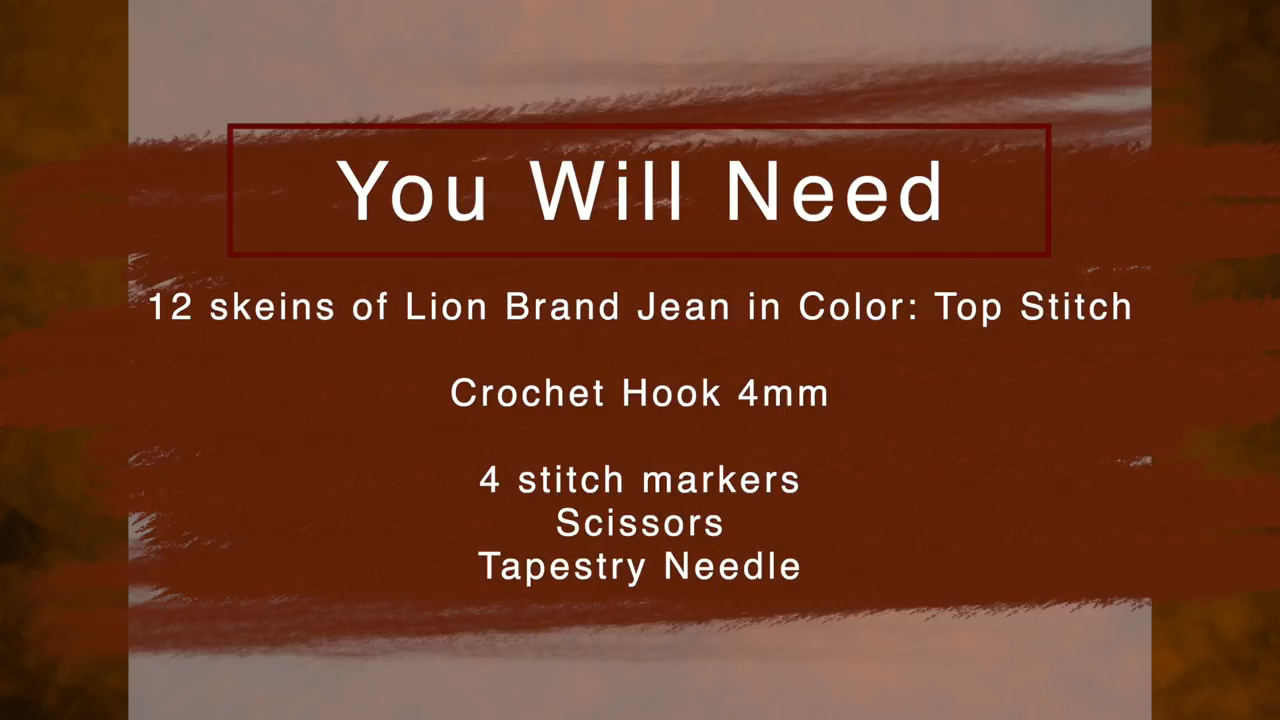 You Will Need
12 skeins of Lion Brand Jean in Color: Top Stitch
Crochet Hook 4mm
4 stitch markers
Scissors
Tapestry Needle